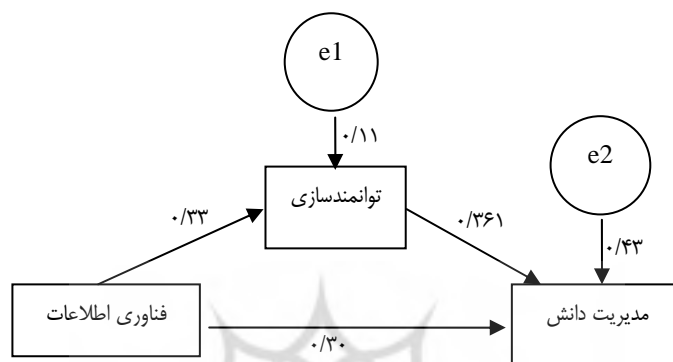 e1
۰/۱۱
e2
توانمندسازی
۰/۳۳
۰/۳۶۱
۰/۴۳
فناوری اطلاعات
مدیریت دانش
۰/۳۰